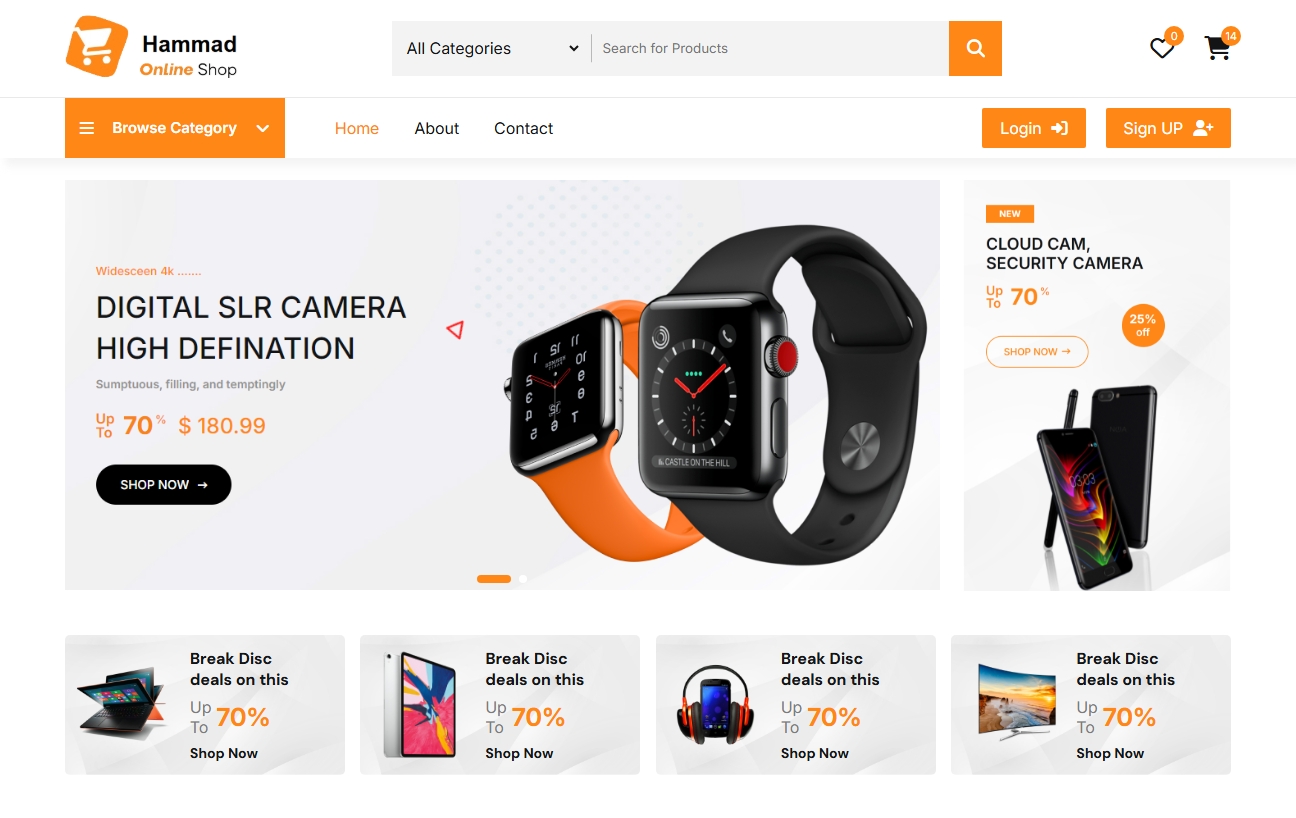 Hammad
Online Shop
All Categories
Search for Products
0
14
Browse Category
Home
About
Contact
Login
Sign UP
Widesceen 4k .......
DIGITAL SLR CAMERA
HIGH DEFINATION
Sumptuous, filling, and temptingly
Up To 70% $ 180.99
SHOP NOW →
CASTLE ON THE HILL
NEW
CLOUD CAM,
SECURITY CAMERA
Up To 70%
25%
off
SHOP NOW →
03:03
Break Disc
deals on this
Up To 70%
Shop Now
Break Disc
deals on this
Up To 70%
Shop Now
Break Disc
deals on this
Up To 70%
Shop Now
Break Disc
deals on this
Up To 70%
Shop Now